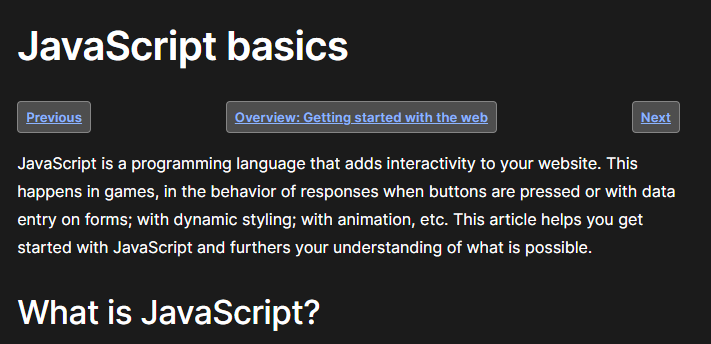 JavaScript basics
Previous
Overview: Getting started with the web
Next
JavaScript is a programming language that adds interactivity to your website. This
happens in games, in the behavior of responses when buttons are pressed or with data
entry on forms; with dynamic styling; with animation, etc. This article helps you get
started with JavaScript and furthers your understanding of what is possible.
What is JavaScript?